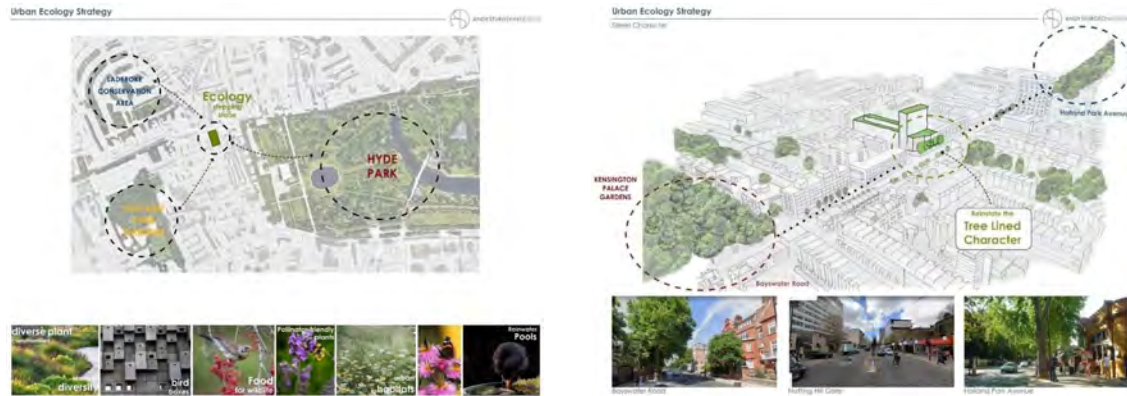 Urban Ecology Strategy
LADBROKE
CONSERVATION
AREA
Ecology
stepping
stone
HYDE
PARK
diverse plant
diversity
bird
boxes
Food
for wildlife
Pollinator-friendly
plants
habitats
Rainwater
Pools
Urban Ecology Strategy
Street Character
Holland Park Avenue
KENSINGTON
PALACE
GARDENS
Reinstate the
Tree Lined
Character
Bayswater Road
Bayswater Road
Notting Hill Gate
Holland Park Avenue